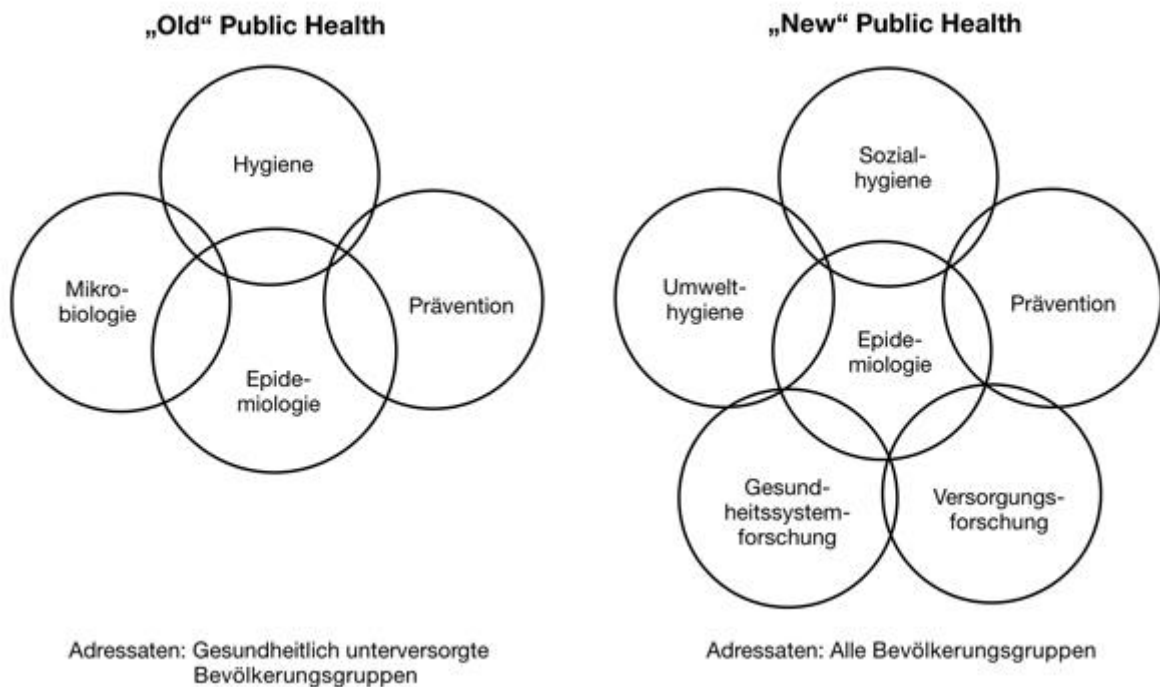 „Old“ Public Health
Hygiene
Mikro-
biologie
Prävention
Epide-
miologie
Adressaten: Gesundheitlich unterversorgte
Bevölkerungsgruppen
„New“ Public Health
Sozial-
hygiene
Umwelt-
hygiene
Prävention
Epide-
miologie
Gesund-
heitssystem-
forschung
Versorgungs-
forschung
Adressaten: Alle Bevölkerungsgruppen